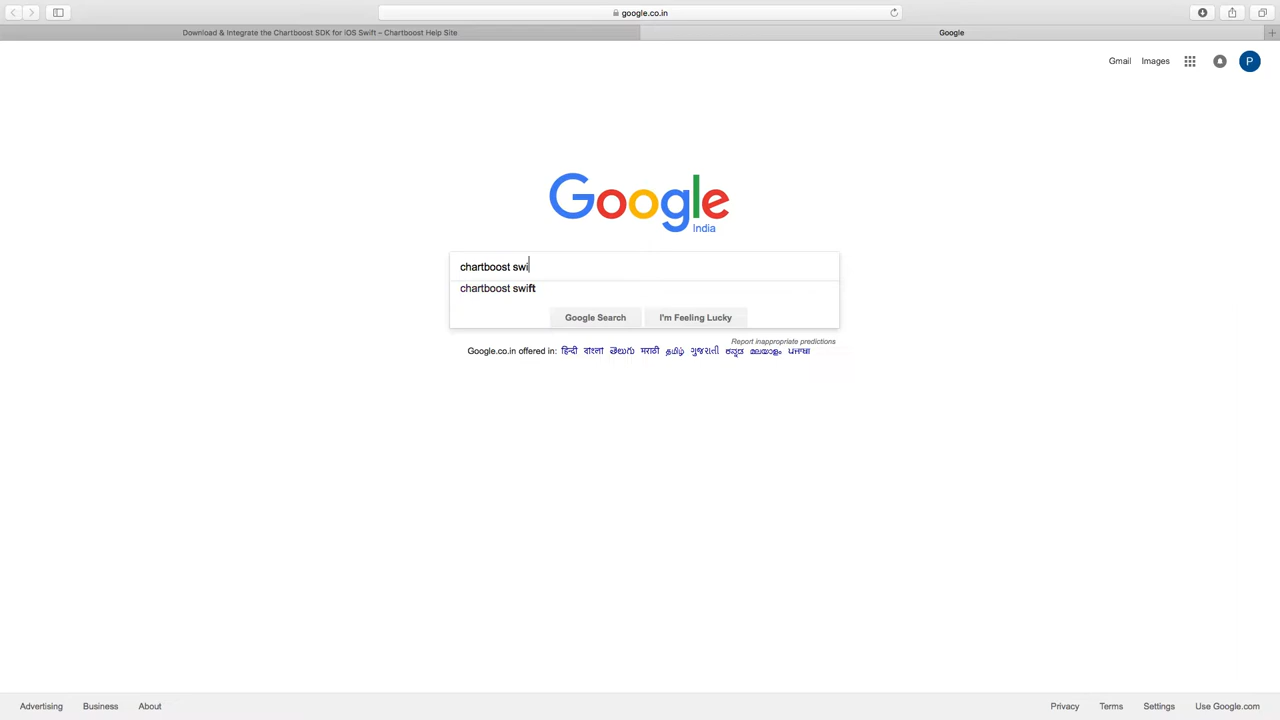 google.co.in
Download & Integrate the Chartboost SDK for iOS Swift – Chartboost Help Site
Google
Gmail Images P
Google
India
chartboost swi
chartboost swift
Google Search I'm Feeling Lucky
Report inappropriate predictions
Google.co.in offered in: हिन्दी বাংলা తెలుగు मराठी தமிழ் ગુજરાતી ಕನ್ನಡ മലയാളം ਪੰਜਾਬੀ
Advertising Business About Privacy Terms Settings Use Google.com